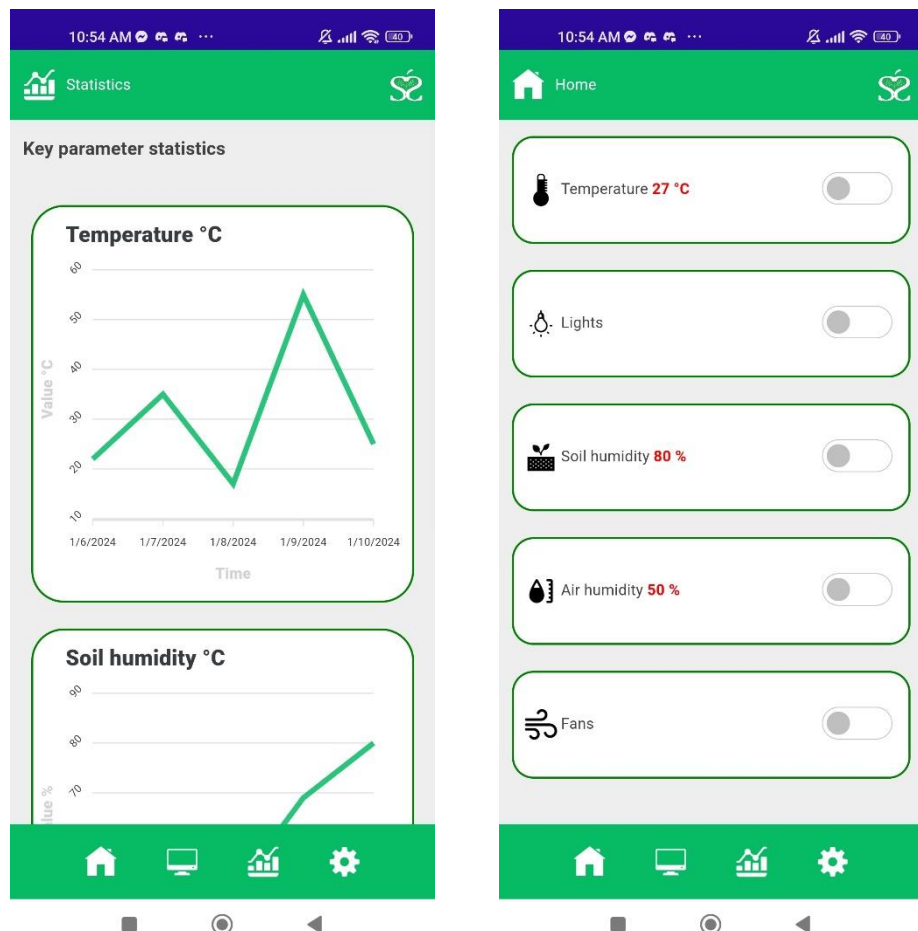 10:54 AM
40
Statistics
Key parameter statistics
Temperature °C
60
50
40
30
20
10
Value °C
1/6/2024 1/7/2024 1/8/2024 1/9/2024 1/10/2024
Time
Soil humidity °C
90
80
70
10:54 AM
40
Home
Temperature 27 °C
Lights
Soil humidity 80 %
Air humidity 50 %
Fans